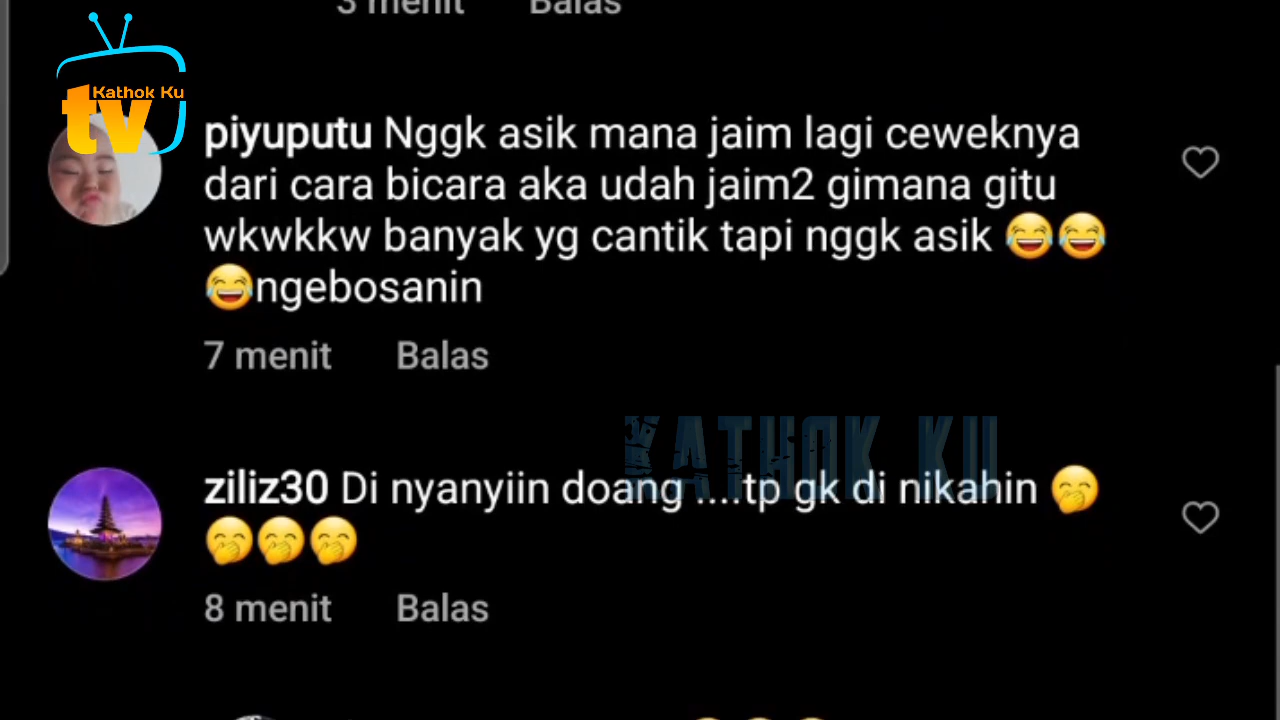 3 menit Balas
Kathok Ku
tv
piyuputu Nggk asik mana jaim lagi ceweknya
dari cara bicara aka udah jaim2 gimana gitu
wkwkkw banyak yg cantik tapi nggk asik 😂😂
😂ngebosanin
7 menit Balas
KATHOK KU
ziliz30 Di nyanyiin doang ....tp gk di nikahin 🤭
🤭🤭🤭
8 menit Balas